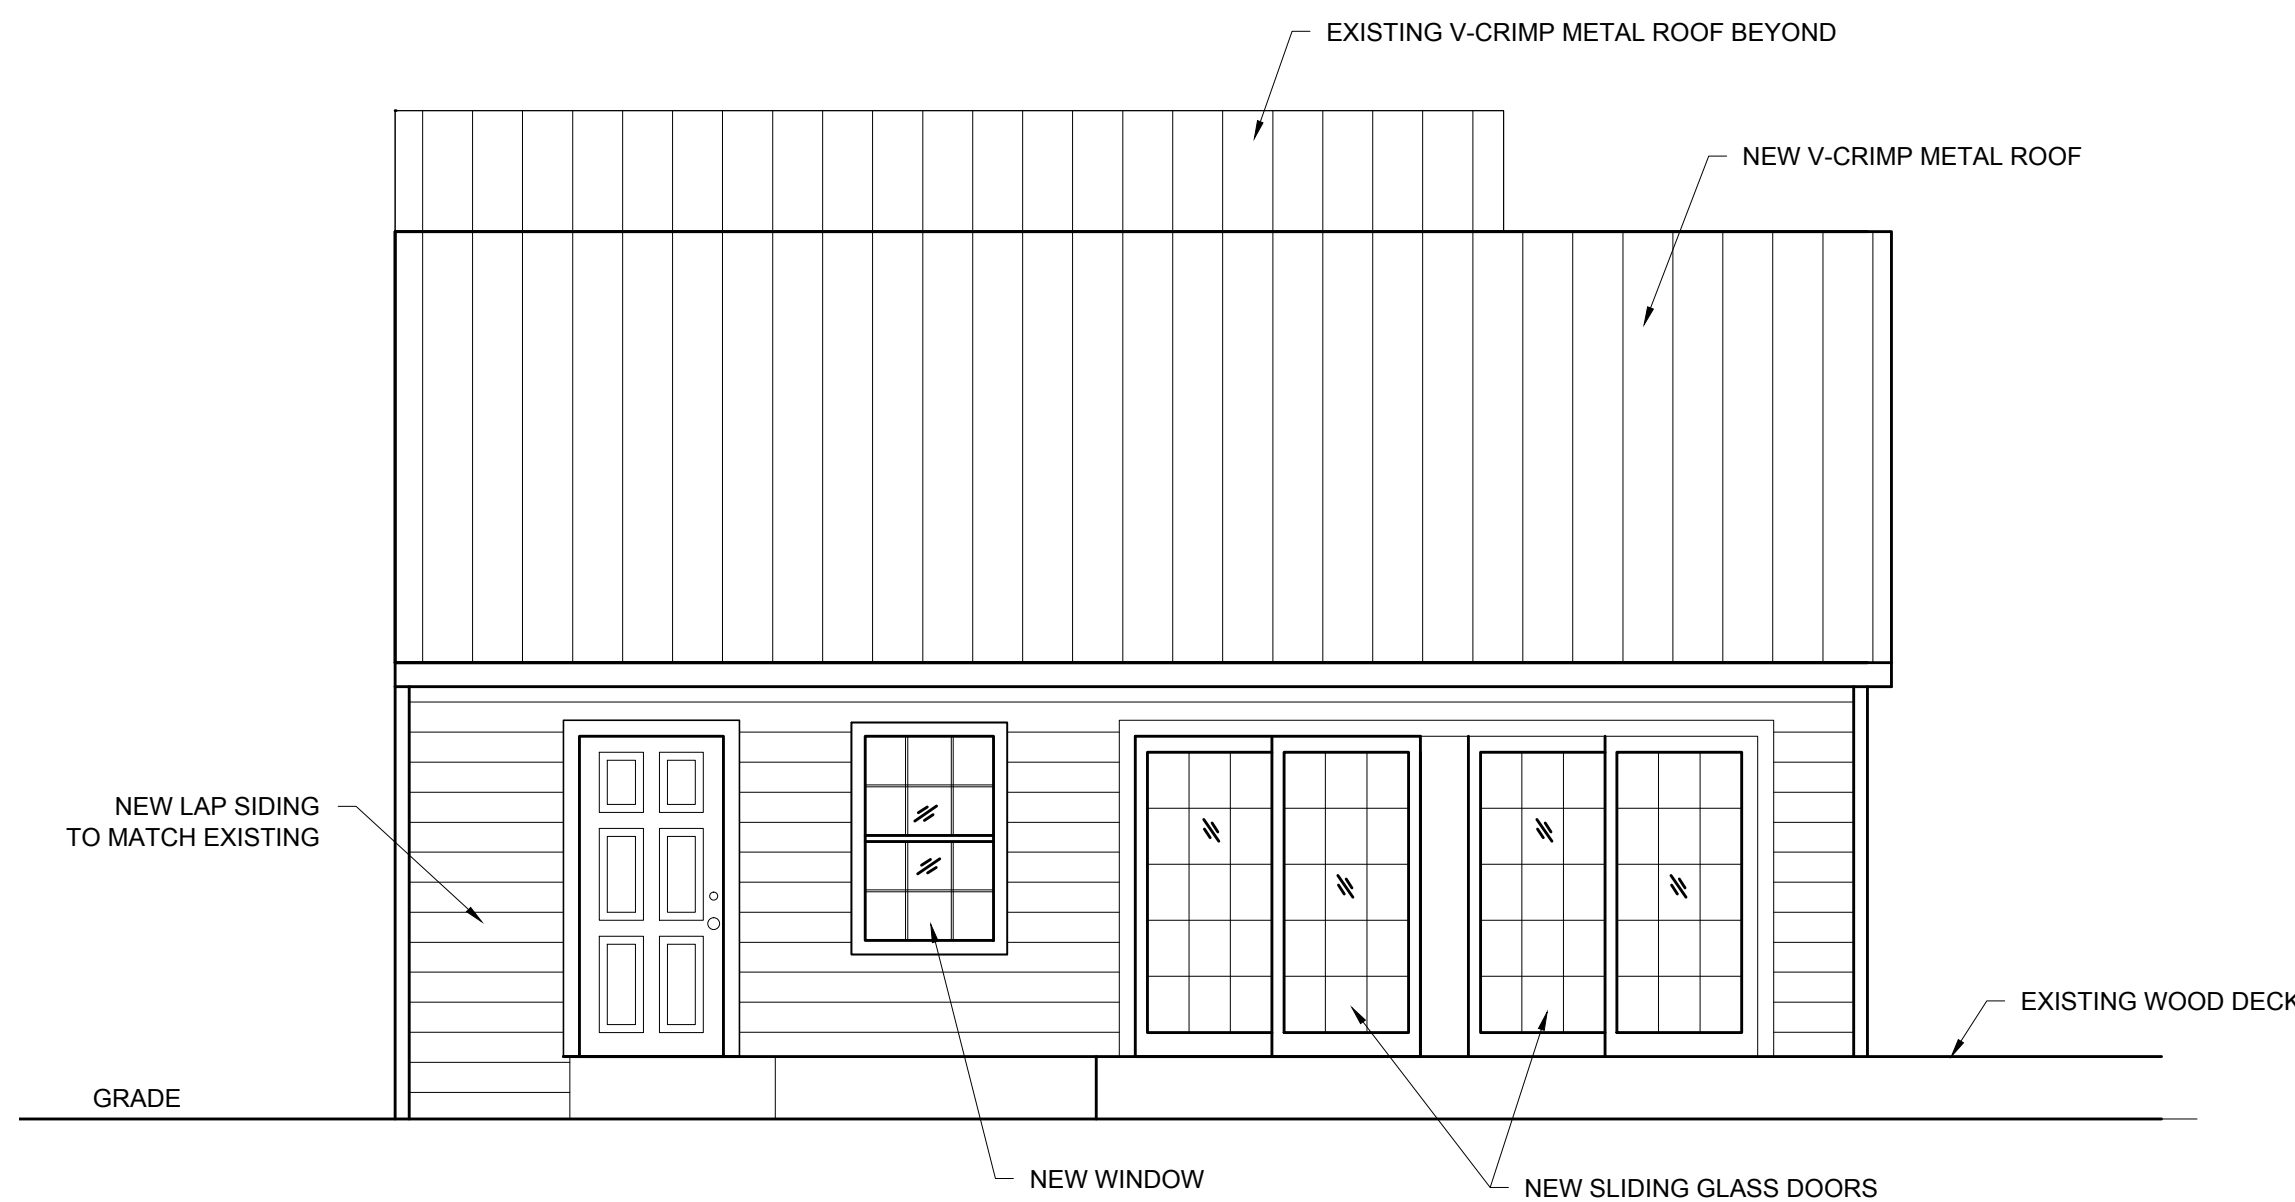 EXISTING V-CRIMP METAL ROOF BEYOND
NEW V-CRIMP METAL ROOF
NEW LAP SIDING
TO MATCH EXISTING
EXISTING WOOD DECK
GRADE
NEW WINDOW
NEW SLIDING GLASS DOORS